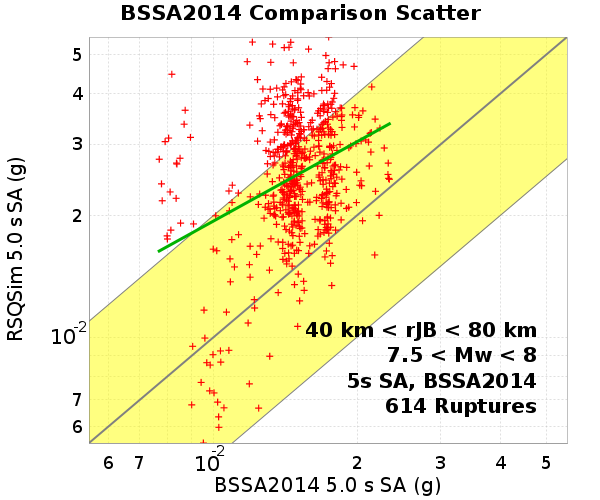 BSSA2014 Comparison Scatter
RSQSim 5.0 s SA (g)
5
4
3
2
10-2
7
6
40 km < rJB < 80 km
7.5 < Mw < 8
5s SA, BSSA2014
614 Ruptures
6 7 10-2 2 3 4 5
BSSA2014 5.0 s SA (g)